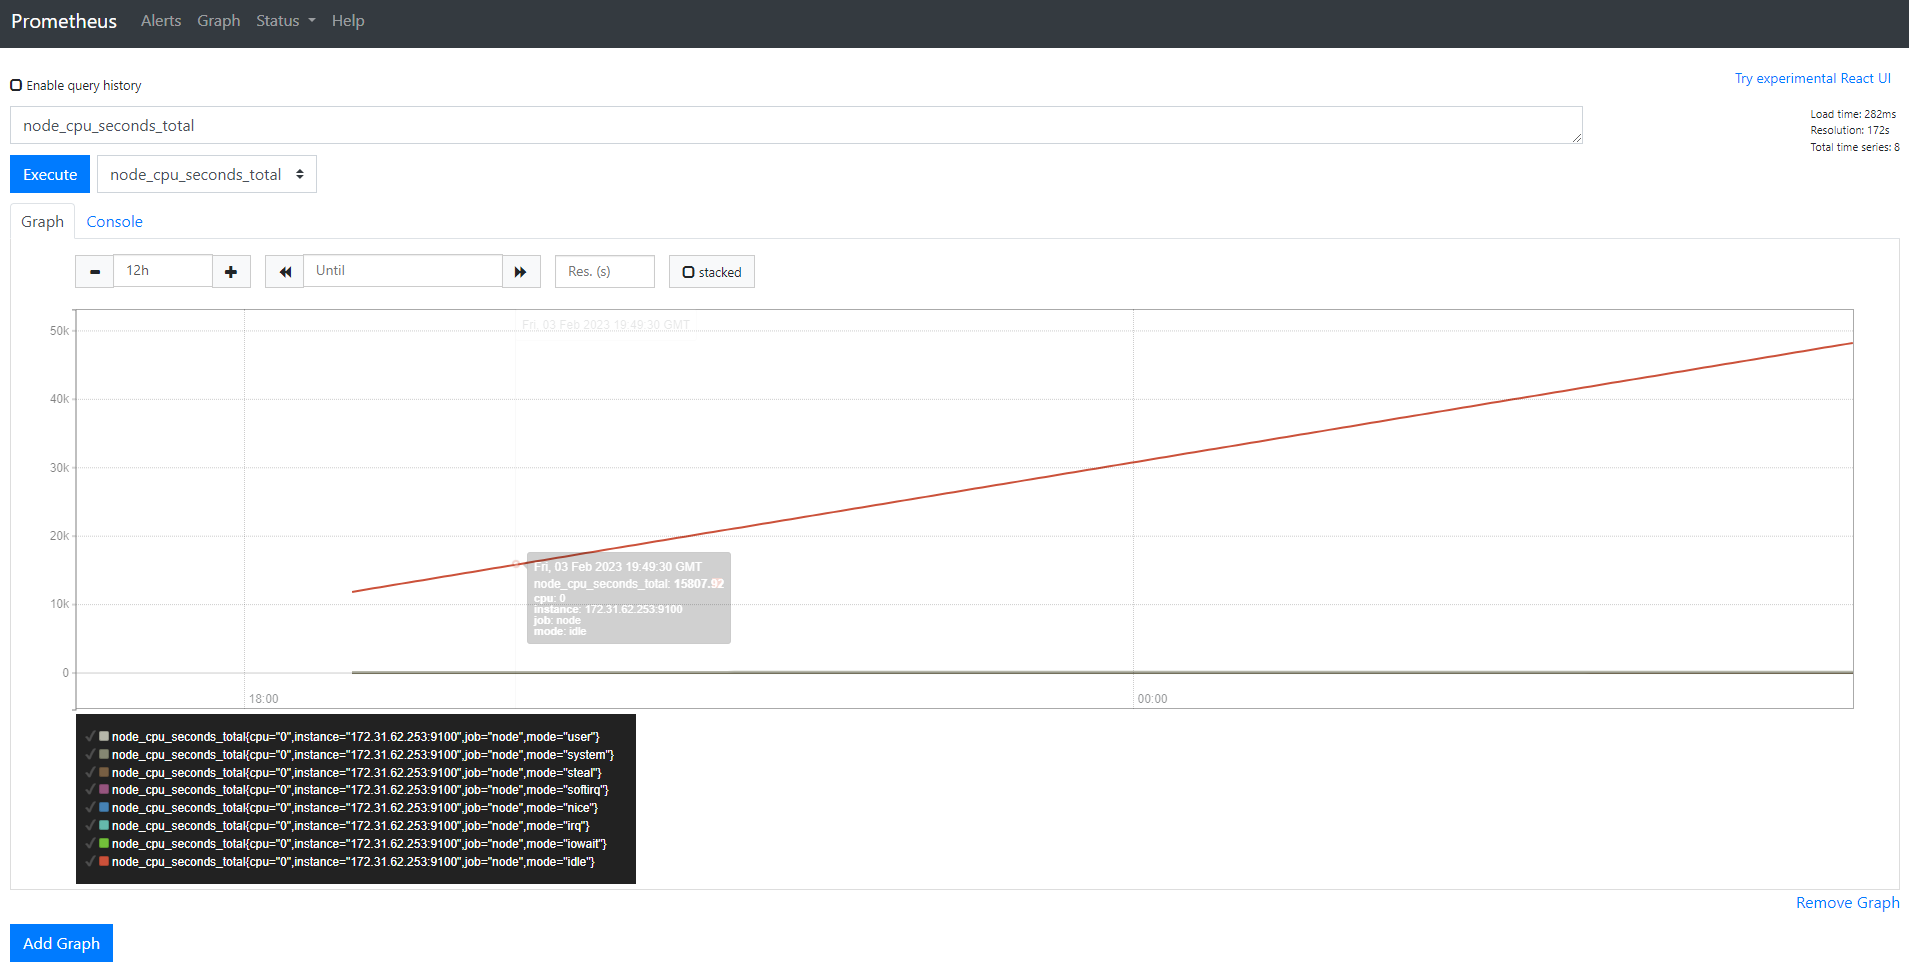 Prometheus Alerts Graph Status Help
Enable query history
Try experimental React UI
node_cpu_seconds_total
Load time: 282ms
Resolution: 172s
Total time series: 8
Execute node_cpu_seconds_total
Graph Console
12h Until Res. (s) stacked
Fri, 03 Feb 2023 19:49:30 GMT
50k
40k
30k
20k
10k
0
Fri, 03 Feb 2023 19:49:30 GMT
node_cpu_seconds_total: 15807.92
cpu: 0
instance: 172.31.62.253:9100
job: node
mode: idle
18:00 00:00
node_cpu_seconds_total{cpu="0",instance="172.31.62.253:9100",job="node",mode="user"}
node_cpu_seconds_total{cpu="0",instance="172.31.62.253:9100",job="node",mode="system"}
node_cpu_seconds_total{cpu="0",instance="172.31.62.253:9100",job="node",mode="steal"}
node_cpu_seconds_total{cpu="0",instance="172.31.62.253:9100",job="node",mode="softirq"}
node_cpu_seconds_total{cpu="0",instance="172.31.62.253:9100",job="node",mode="nice"}
node_cpu_seconds_total{cpu="0",instance="172.31.62.253:9100",job="node",mode="irq"}
node_cpu_seconds_total{cpu="0",instance="172.31.62.253:9100",job="node",mode="iowait"}
node_cpu_seconds_total{cpu="0",instance="172.31.62.253:9100",job="node",mode="idle"}
Remove Graph
Add Graph